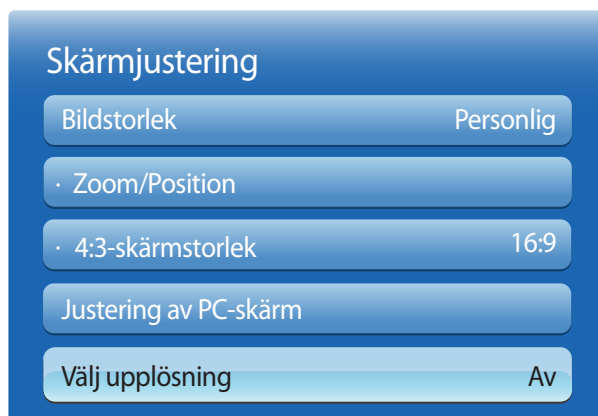 Skärmjustering
Bildstorlek Personlig
· Zoom/Position
· 4:3-skärmstorlek 16:9
Justering av PC-skärm
Välj upplösning Av